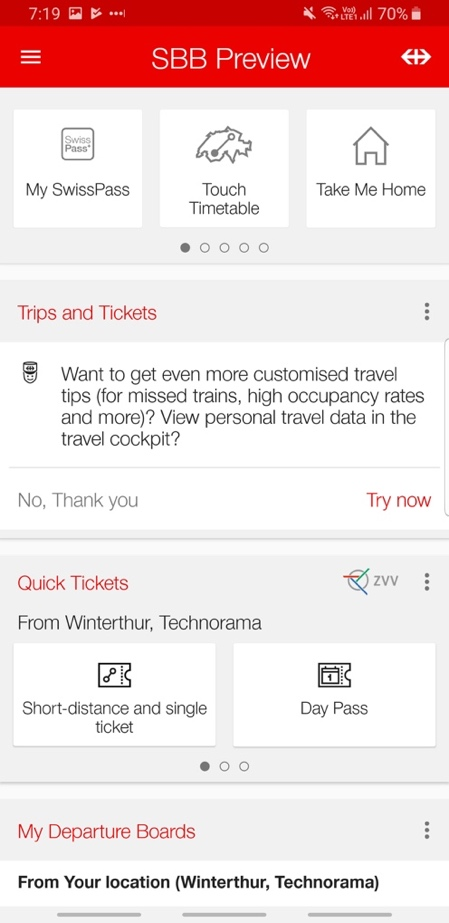 7:19
70%
SBB Preview
Swiss
Pass
My SwissPass
Touch
Timetable
Take Me Home
Trips and Tickets
Want to get even more customised travel
tips (for missed trains, high occupancy rates
and more)? View personal travel data in the
travel cockpit?
No, Thank you
Try now
Quick Tickets
ZVV
From Winterthur, Technorama
Short-distance and single
ticket
1
Day Pass
My Departure Boards
From Your location (Winterthur, Technorama)